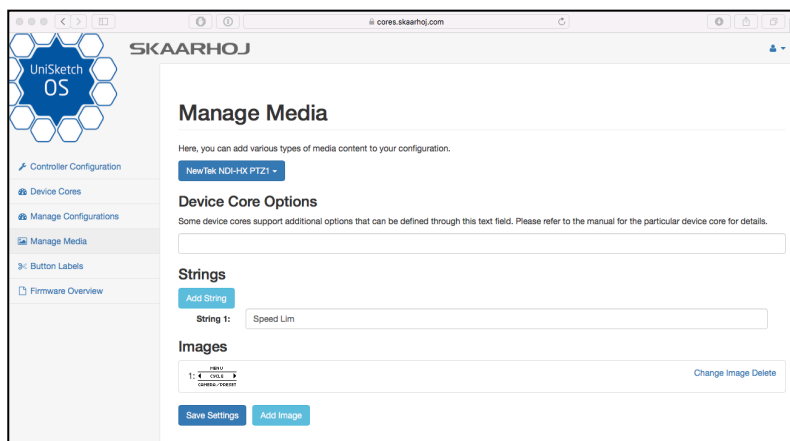 cores.skaarhoj.com
SKAARHOJ
UniSketch
OS
Controller Configuration
Device Cores
Manage Configurations
Manage Media
Button Labels
Firmware Overview
Manage Media
Here, you can add various types of media content to your configuration.
NewTek NDI-HX PTZ1
Device Core Options
Some device cores support additional options that can be defined through this text field. Please refer to the manual for the particular device core for details.
Strings
Add String
String 1: Speed Lim
Images
MENU
1: CYCLE
CAMERA/PRESET
Change Image Delete
Save Settings Add Image